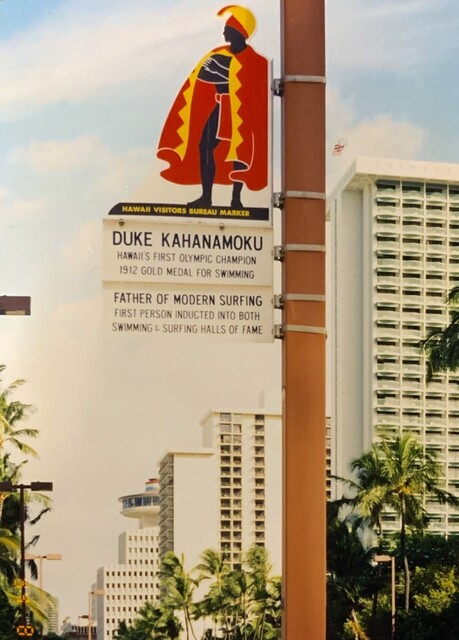 HAWAII VISITORS BUREAU MARKER
DUKE KAHANAMOKU
HAWAII'S FIRST OLYMPIC CHAMPION
1912 GOLD MEDAL FOR SWIMMING
FATHER OF MODERN SURFING
FIRST PERSON INDUCTED INTO BOTH
SWIMMING & SURFING HALLS OF FAME